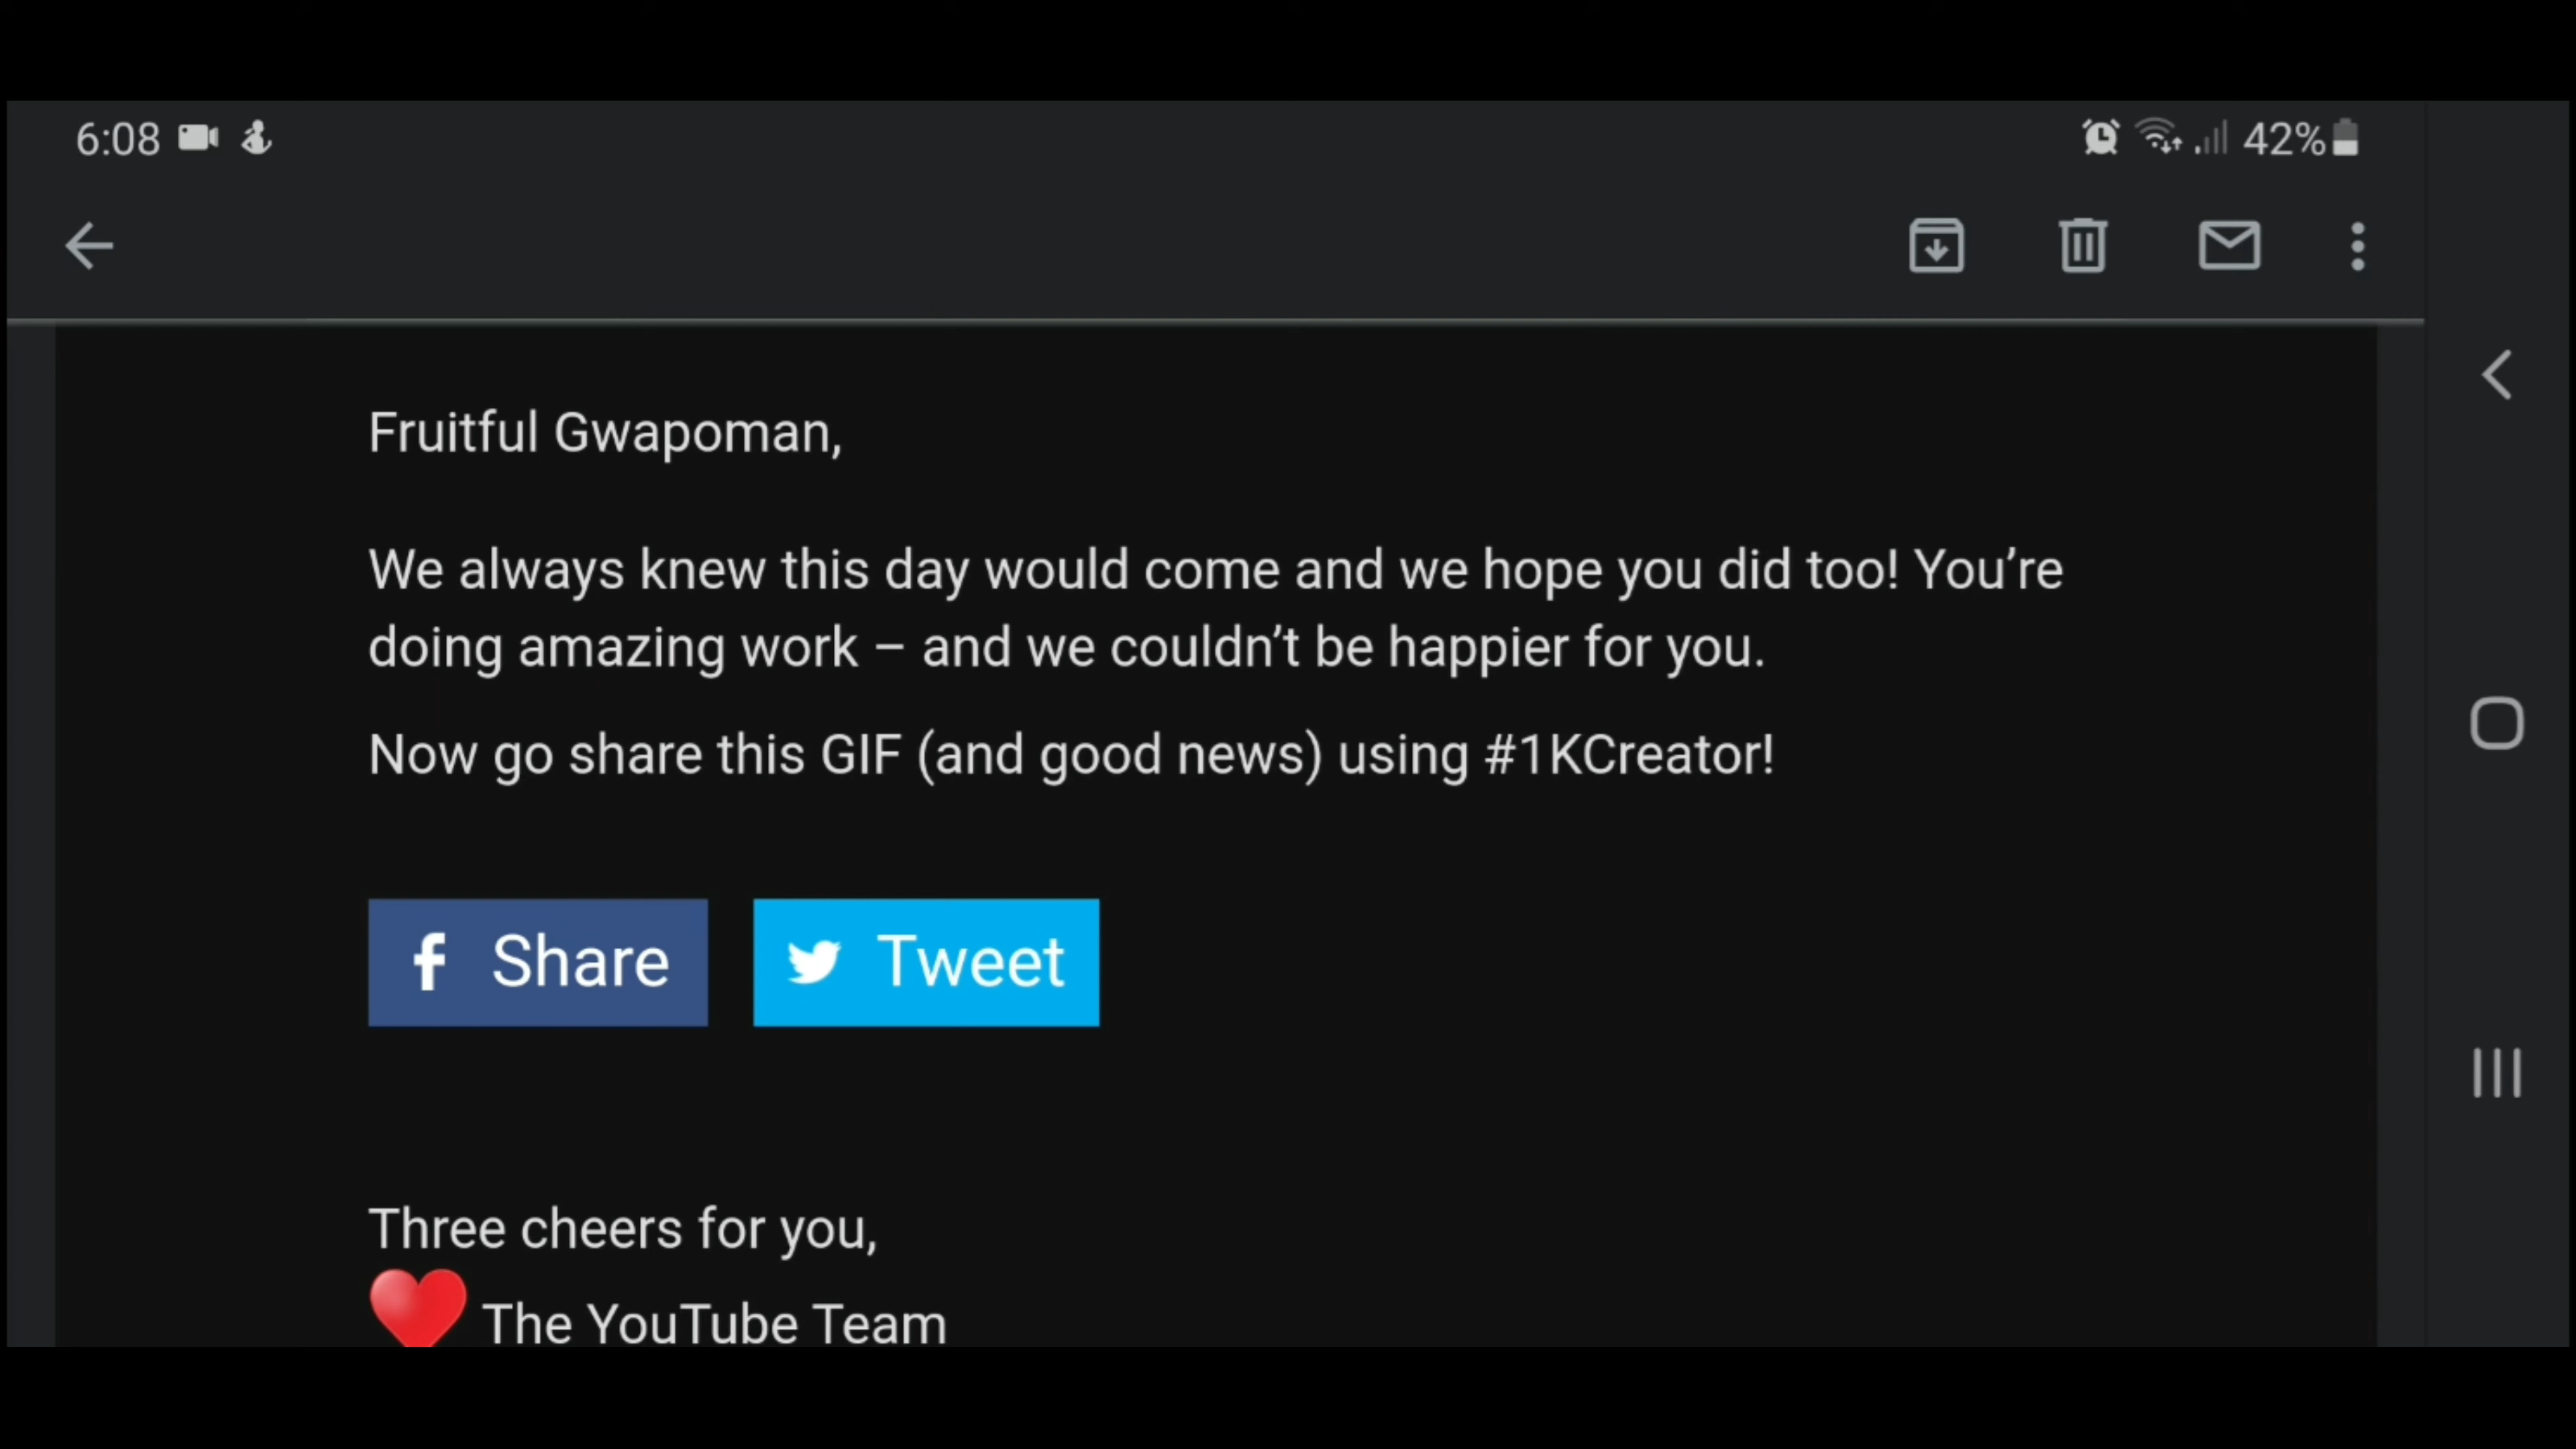 6:08
42%
Fruitful Gwapoman,
We always knew this day would come and we hope you did too! You’re
doing amazing work – and we couldn’t be happier for you.
Now go share this GIF (and good news) using #1KCreator!
Share
Tweet
Three cheers for you,
The YouTube Team